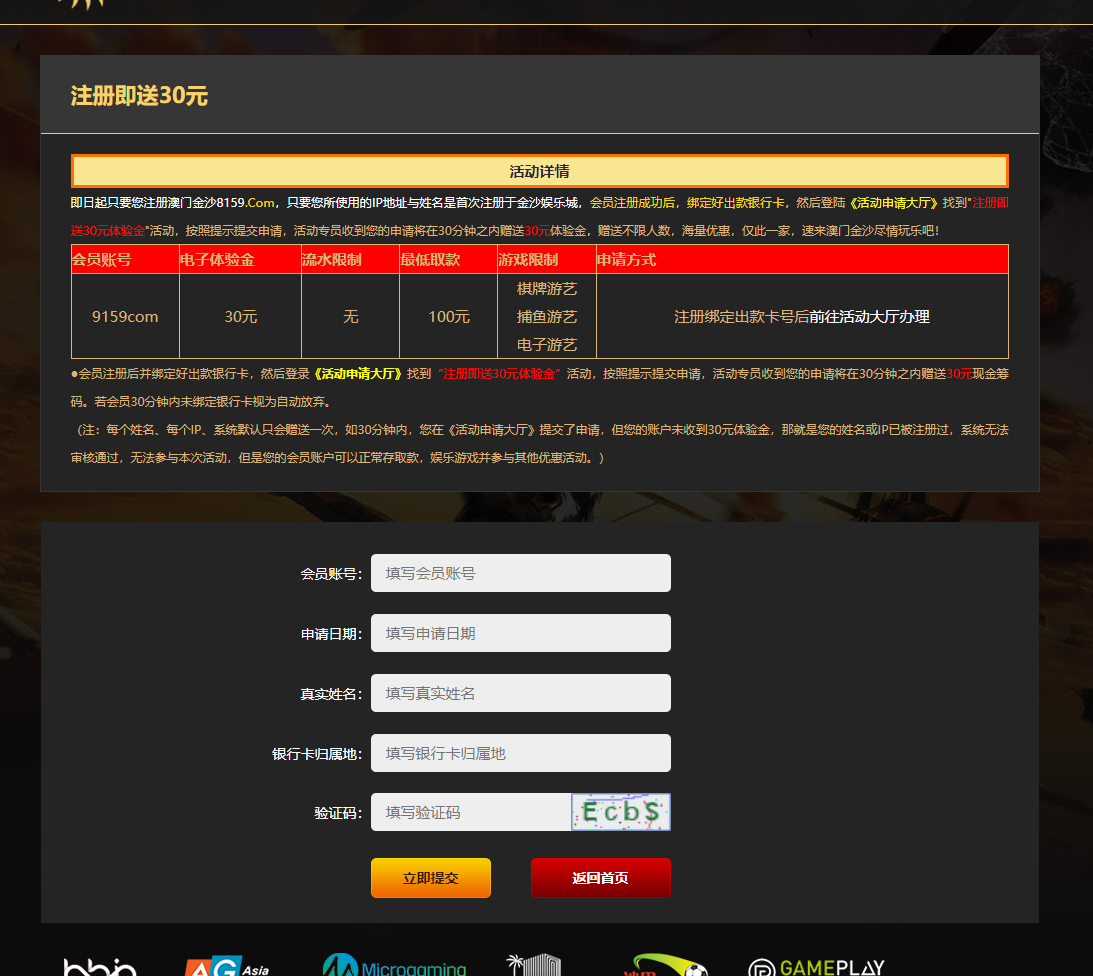 注册即送30元
活动详情
即日起只要您注册澳门金沙8159.Com，只要您所使用的IP地址与姓名是首次注册于金沙娱乐城，会员注册成功后，绑定好出款银行卡，然后登陆《活动申请大厅》找到"注册即
送30元体验金"活动，按照提示提交申请，活动专员收到您的申请将在30分钟之内赠送30元体验金，赠送不限人数，海量优惠，仅此一家，速来澳门金沙尽情玩乐吧！
会员账号 电子体验金 流水限制 最低取款 游戏限制 申请方式
棋牌游艺
9159com 30元 无 100元 捕鱼游艺 注册绑定出款卡号后前往活动大厅办理
电子游艺
●会员注册后并绑定好出款银行卡，然后登录《活动申请大厅》找到“注册即送30元体验金”活动，按照提示提交申请，活动专员收到您的申请将在30分钟之内赠送30元现金筹
码。若会员30分钟内未绑定银行卡视为自动放弃。
（注：每个姓名、每个IP、系统默认只会赠送一次，如30分钟内，您在《活动申请大厅》提交了申请，但您的账户未收到30元体验金，那就是您的姓名或IP已被注册过，系统无法
审核通过，无法参与本次活动，但是您的会员账户可以正常存取款，娱乐游戏并参与其他优惠活动。）
会员账号： 填写会员账号
申请日期： 填写申请日期
真实姓名： 填写真实姓名
银行卡归属地： 填写银行卡归属地
验证码： 填写验证码 EcbS
立即提交 返回首页
bbin AG Asia Microgaming GAMEPLAY